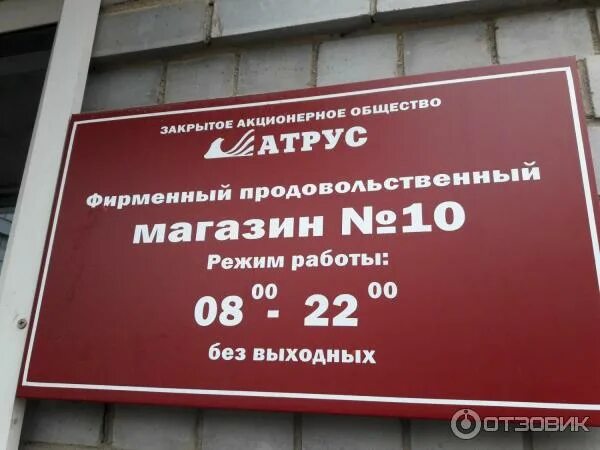 ЗАКРЫТОЕ АКЦИОНЕРНОЕ ОБЩЕСТВО
АТРУС
Фирменный продовольственный
магазин №10
Режим работы:
08 00 - 22 00
без выходных
ОТЗОВИК